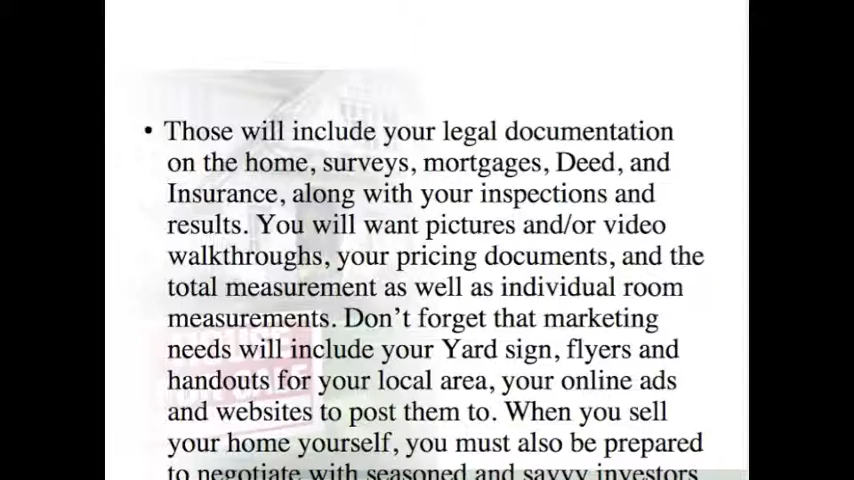 • Those will include your legal documentation
on the home, surveys, mortgages, Deed, and
Insurance, along with your inspections and
results. You will want pictures and/or video
walkthroughs, your pricing documents, and the
total measurement as well as individual room
measurements. Don't forget that marketing
needs will include your Yard sign, flyers and
handouts for your local area, your online ads
and websites to post them to. When you sell
your home yourself, you must also be prepared
to negotiate with seasoned and savvy investors
FOR SALE